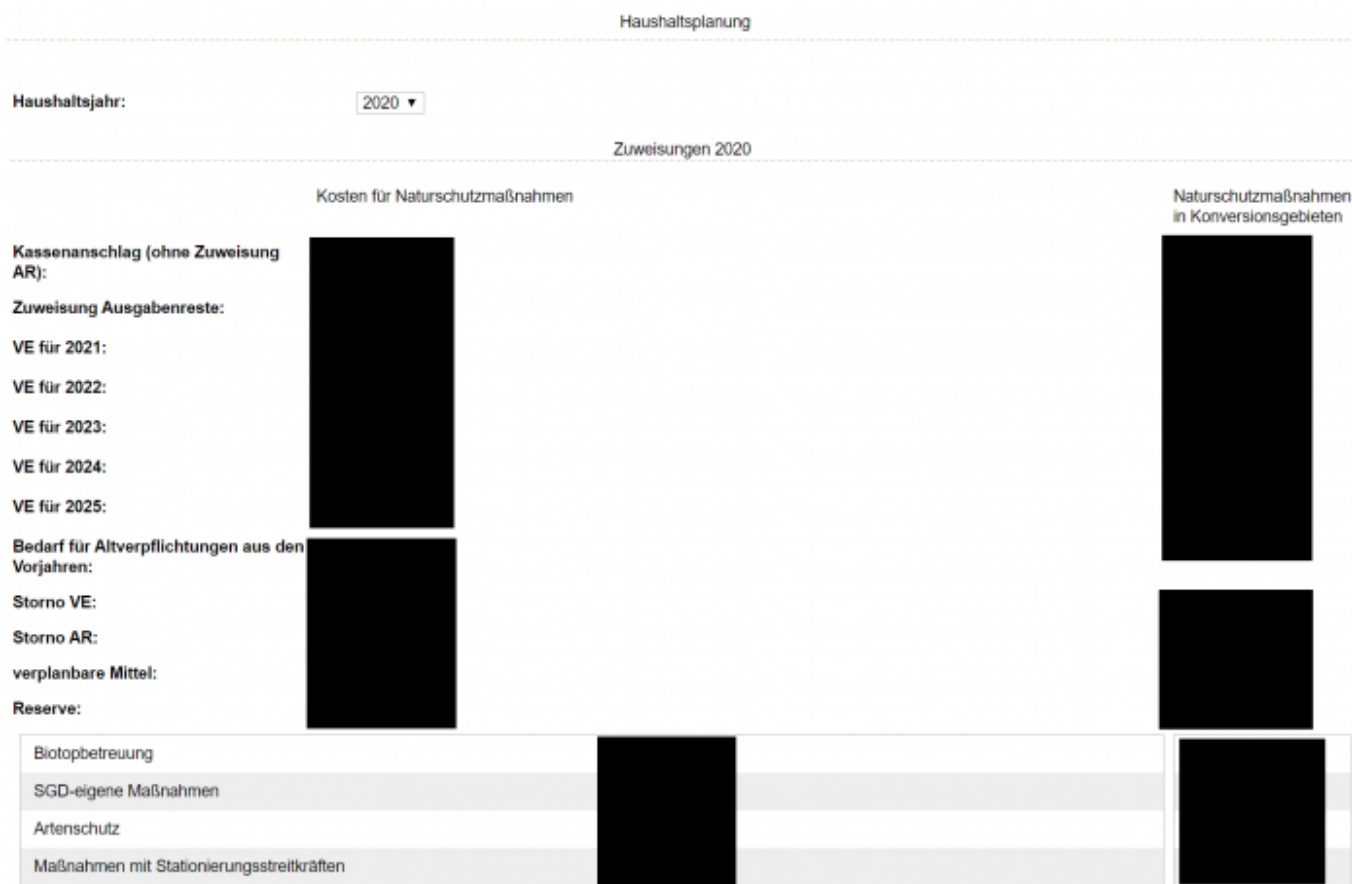 Haushaltsplanung
Haushaltsjahr: 2020
Zuweisungen 2020
Kosten für Naturschutzmaßnahmen
Naturschutzmaßnahmen
in Konversionsgebieten
Kassenanschlag (ohne Zuweisung
AR):
Zuweisung Ausgabenreste:
VE für 2021:
VE für 2022:
VE für 2023:
VE für 2024:
VE für 2025:
Bedarf für Altverpflichtungen aus den
Vorjahren:
Storno VE:
Storno AR:
verplanbare Mittel:
Reserve:
Biotopbetreuung
SGD-eigene Maßnahmen
Artenschutz
Maßnahmen mit Stationierungsstreitkräften